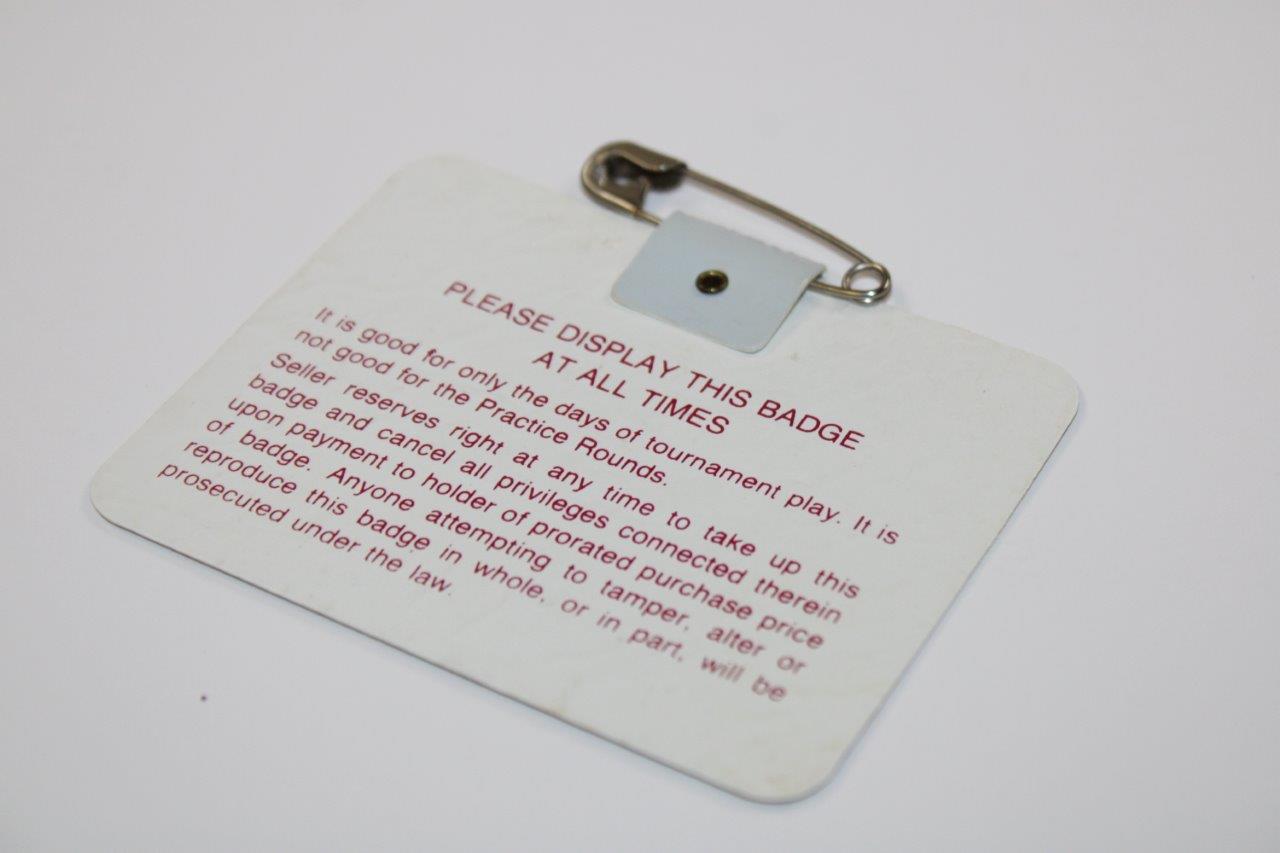 PLEASE DISPLAY THIS BADGE
AT ALL TIMES
It is good for only the days of tournament play. It is
not good for the Practice Rounds.
Seller reserves right at any time to take up this
badge and cancel all privileges connected therein
upon payment to holder of prorated purchase price
of badge. Anyone attempting to tamper, alter or
reproduce this badge in whole, or in part, will be
prosecuted under the law.